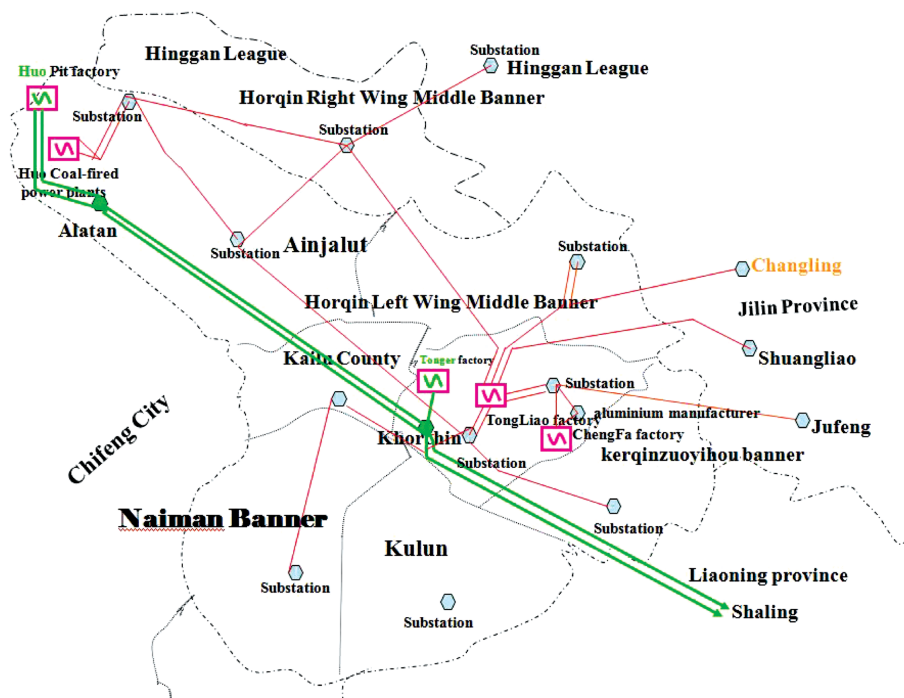 Substation
Hinggan League
Hinggan League
Huo Pit factory
Horqin Right Wing Middle Banner
Substation
Substation
Huo Coal-fired
power plants
Alatan
Ainjalut
Substation
Substation
Changling
Horqin Left Wing Middle Banner
Jilin Province
Kailu County
Tonger factory
Shuangliao
Substation
Chifeng City
TongLiao factory
aluminium manufacturer
Jufeng
Khorchin
ChengFa factory
kerqinzuoyihou banner
Substation
Naiman Banner
Substation
Kulun
Liaoning province
Substation
Shaling
Substation